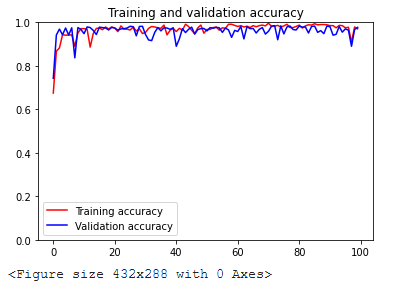 Training and validation accuracy
1.0
0.8
0.6
0.4
0.2
0.0
Training accuracy
Validation accuracy
0 20 40 60 80 100
<Figure size 432x288 with 0 Axes>